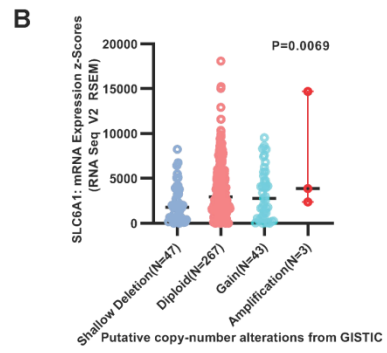 B
P=0.0069
SLC6A1: mRNA Expression z-Scores
(RNA Seq V2 RSEM)
20000
15000
10000
5000
0
Shallow Deletion(N=47)
Diploid(N=267)
Gain(N=43)
Amplification(N=3)
Putative copy-number alterations from GISTIC